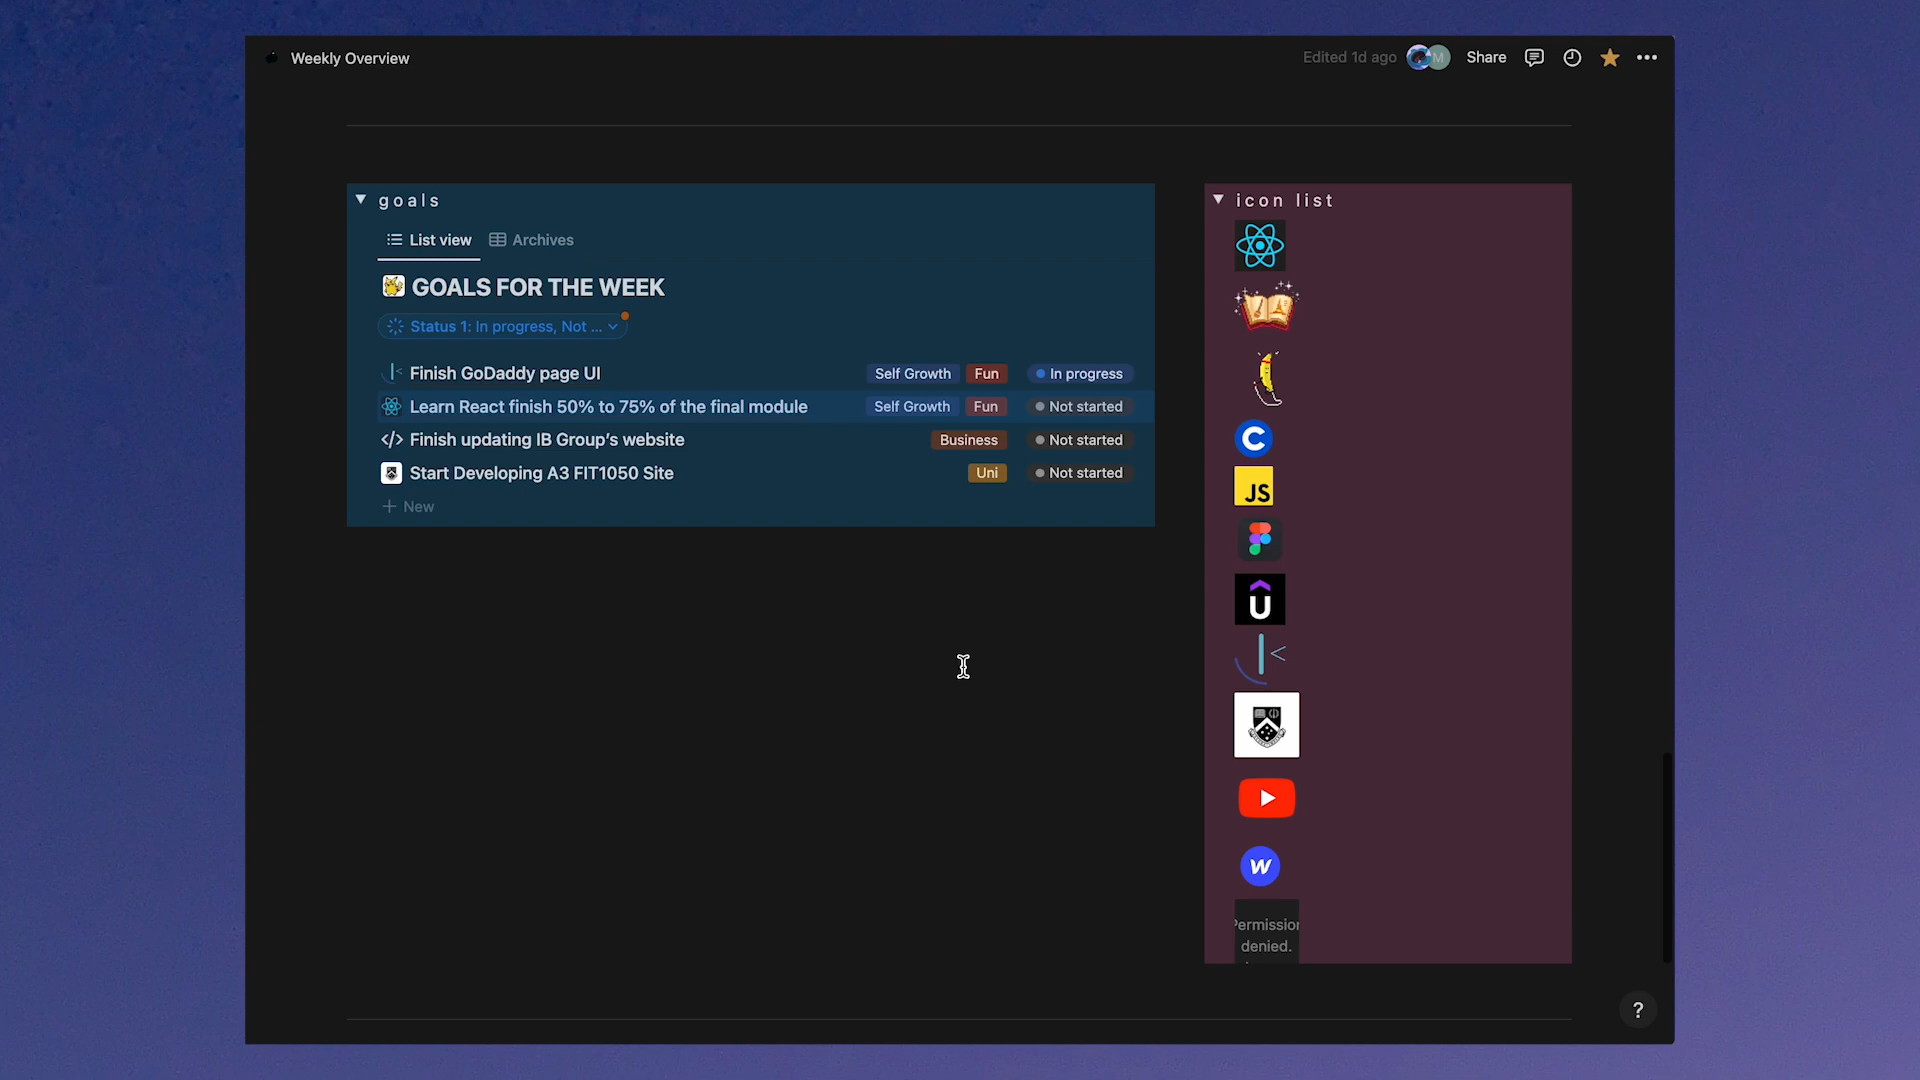 Weekly Overview
Edited 1d ago
M
Share
goals
List view
Archives
GOALS FOR THE WEEK
Status 1: In progress, Not ...
Finish GoDaddy page UI
Self Growth
Fun
In progress
Learn React finish 50% to 75% of the final module
Self Growth
Fun
Not started
</> Finish updating IB Group's website
Business
Not started
Start Developing A3 FIT1050 Site
Uni
Not started
+ New
icon list
C
JS
U
W
Permission
denied.
?